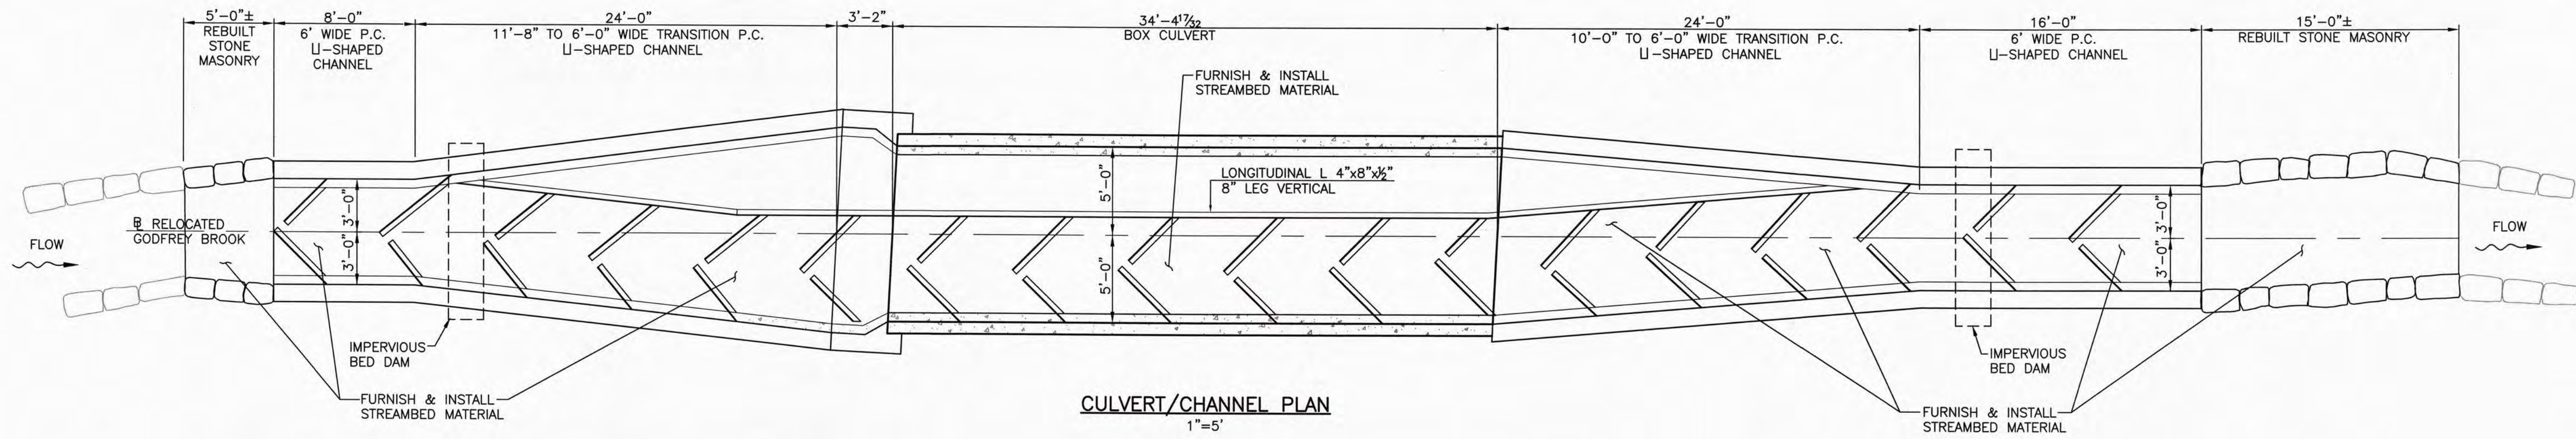 5'-0"±
REBUILT
STONE
MASONRY
8'-0"
6' WIDE P.C.
⊔-SHAPED
CHANNEL
24'-0"
11'-8" TO 6'-0" WIDE TRANSITION P.C.
⊔-SHAPED CHANNEL
3'-2"
34'-4 17/32
BOX CULVERT
24'-0"
10'-0" TO 6'-0" WIDE TRANSITION P.C.
⊔-SHAPED CHANNEL
16'-0"
6' WIDE P.C.
⊔-SHAPED CHANNEL
15'-0"±
REBUILT STONE MASONRY
FURNISH & INSTALL
STREAMBED MATERIAL
LONGITUDINAL L 4"x8"x½"
8" LEG VERTICAL
℄ RELOCATED
GODFREY BROOK
FLOW
3'-0"
3'-0"
5'-0"
5'-0"
3'-0"
3'-0"
FLOW
IMPERVIOUS
BED DAM
FURNISH & INSTALL
STREAMBED MATERIAL
IMPERVIOUS
BED DAM
FURNISH & INSTALL
STREAMBED MATERIAL
CULVERT/CHANNEL PLAN
1"=5'